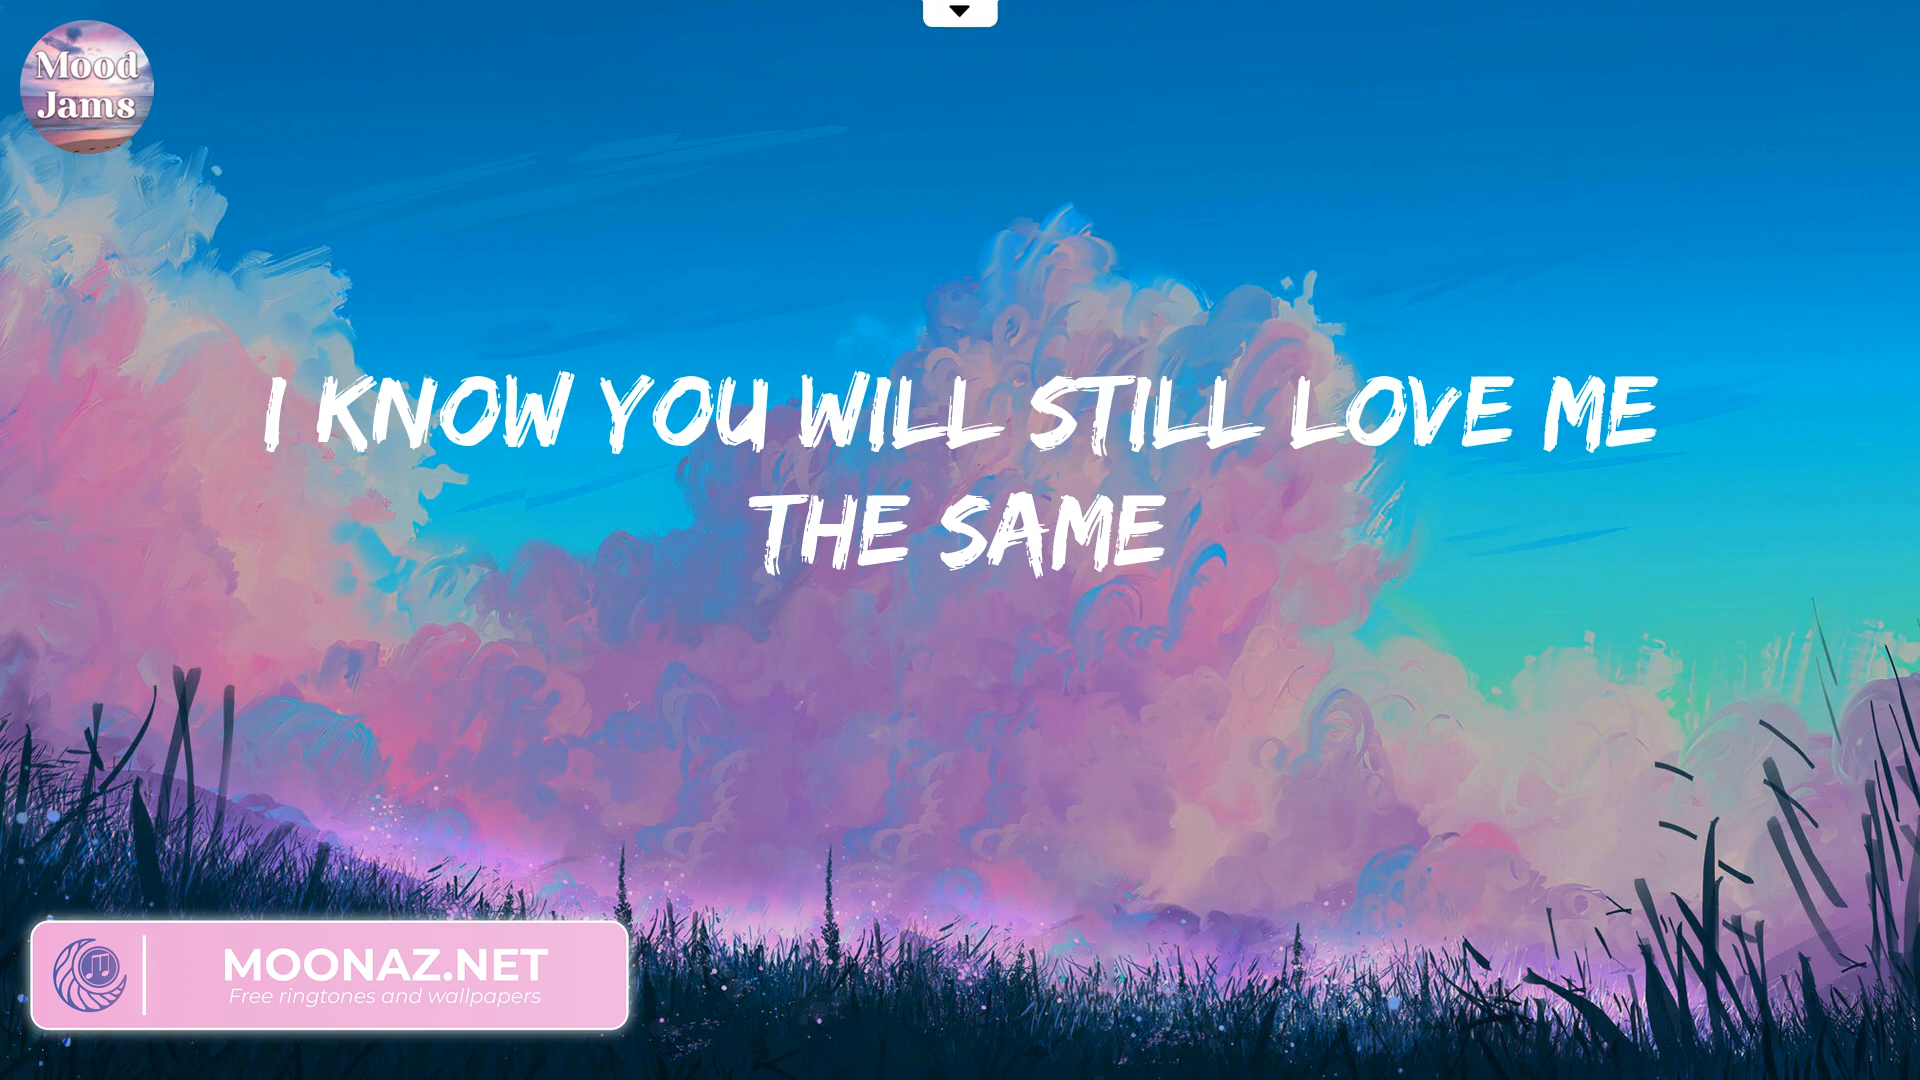 Mood
Jams
I KNOW YOU WILL STILL LOVE ME
THE SAME
MOONAZ.NET
Free ringtones and wallpapers